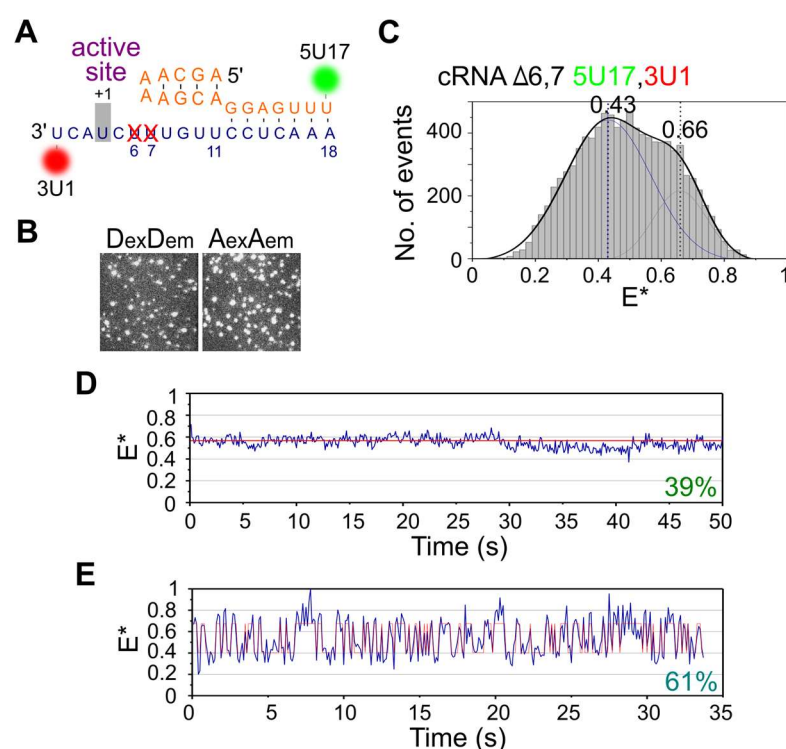 A
active
site
+1
AACGA 5'
AAGCA
GGAGUUU
5U17
3' UCAUCUUUGUUCCUCAAA
6 7 11 18
3U1
B
DexDem AexAem
C
cRNA Δ6,7 5U17,3U1
0.43
0.66
No. of events
400
200
0
0 0.2 0.4 0.6 0.8 1
E*
D
E*
1
0.8
0.6
0.4
0.2
0
39%
0 5 10 15 20 25 30 35 40 45 50
Time (s)
E
E*
1
0.8
0.6
0.4
0.2
0
61%
0 5 10 15 20 25 30 35
Time (s)